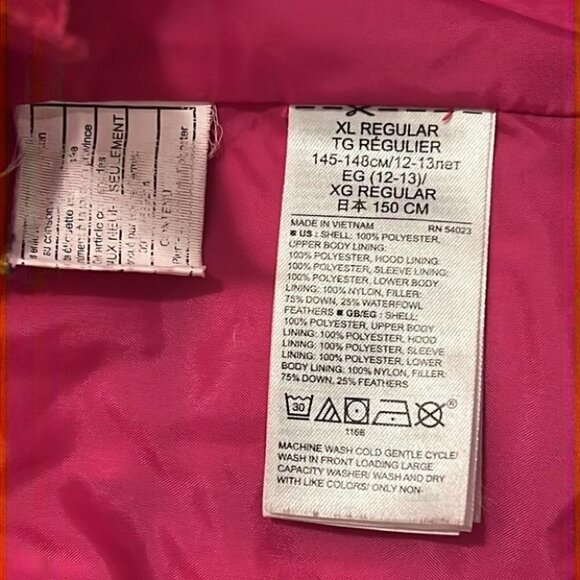 SEULEMENT
CONTENU
XL REGULAR
TG RÉGULIER
145-148см/12-13лет
EG (12-13)/
XG REGULAR
日本 150 CM
MADE IN VIETNAM RN 54023
■ US : SHELL: 100% POLYESTER,
UPPER BODY LINING:
100% POLYESTER, HOOD LINING:
100% POLYESTER, SLEEVE LINING:
100% POLYESTER, LOWER BODY
LINING: 100% NYLON, FILLER:
75% DOWN, 25% WATERFOWL
FEATHERS ■ GB/EG : SHELL:
100% POLYESTER, UPPER BODY
LINING: 100% POLYESTER, HOOD
LINING: 100% POLYESTER, SLEEVE
LINING: 100% POLYESTER, LOWER
BODY LINING: 100% NYLON, FILLER:
75% DOWN, 25% FEATHERS
30 ®
1166
MACHINE WASH COLD GENTLE CYCLE/
WASH IN FRONT LOADING LARGE
CAPACITY WASHER/ WASH AND DRY
WITH LIKE COLORS/ ONLY NON-